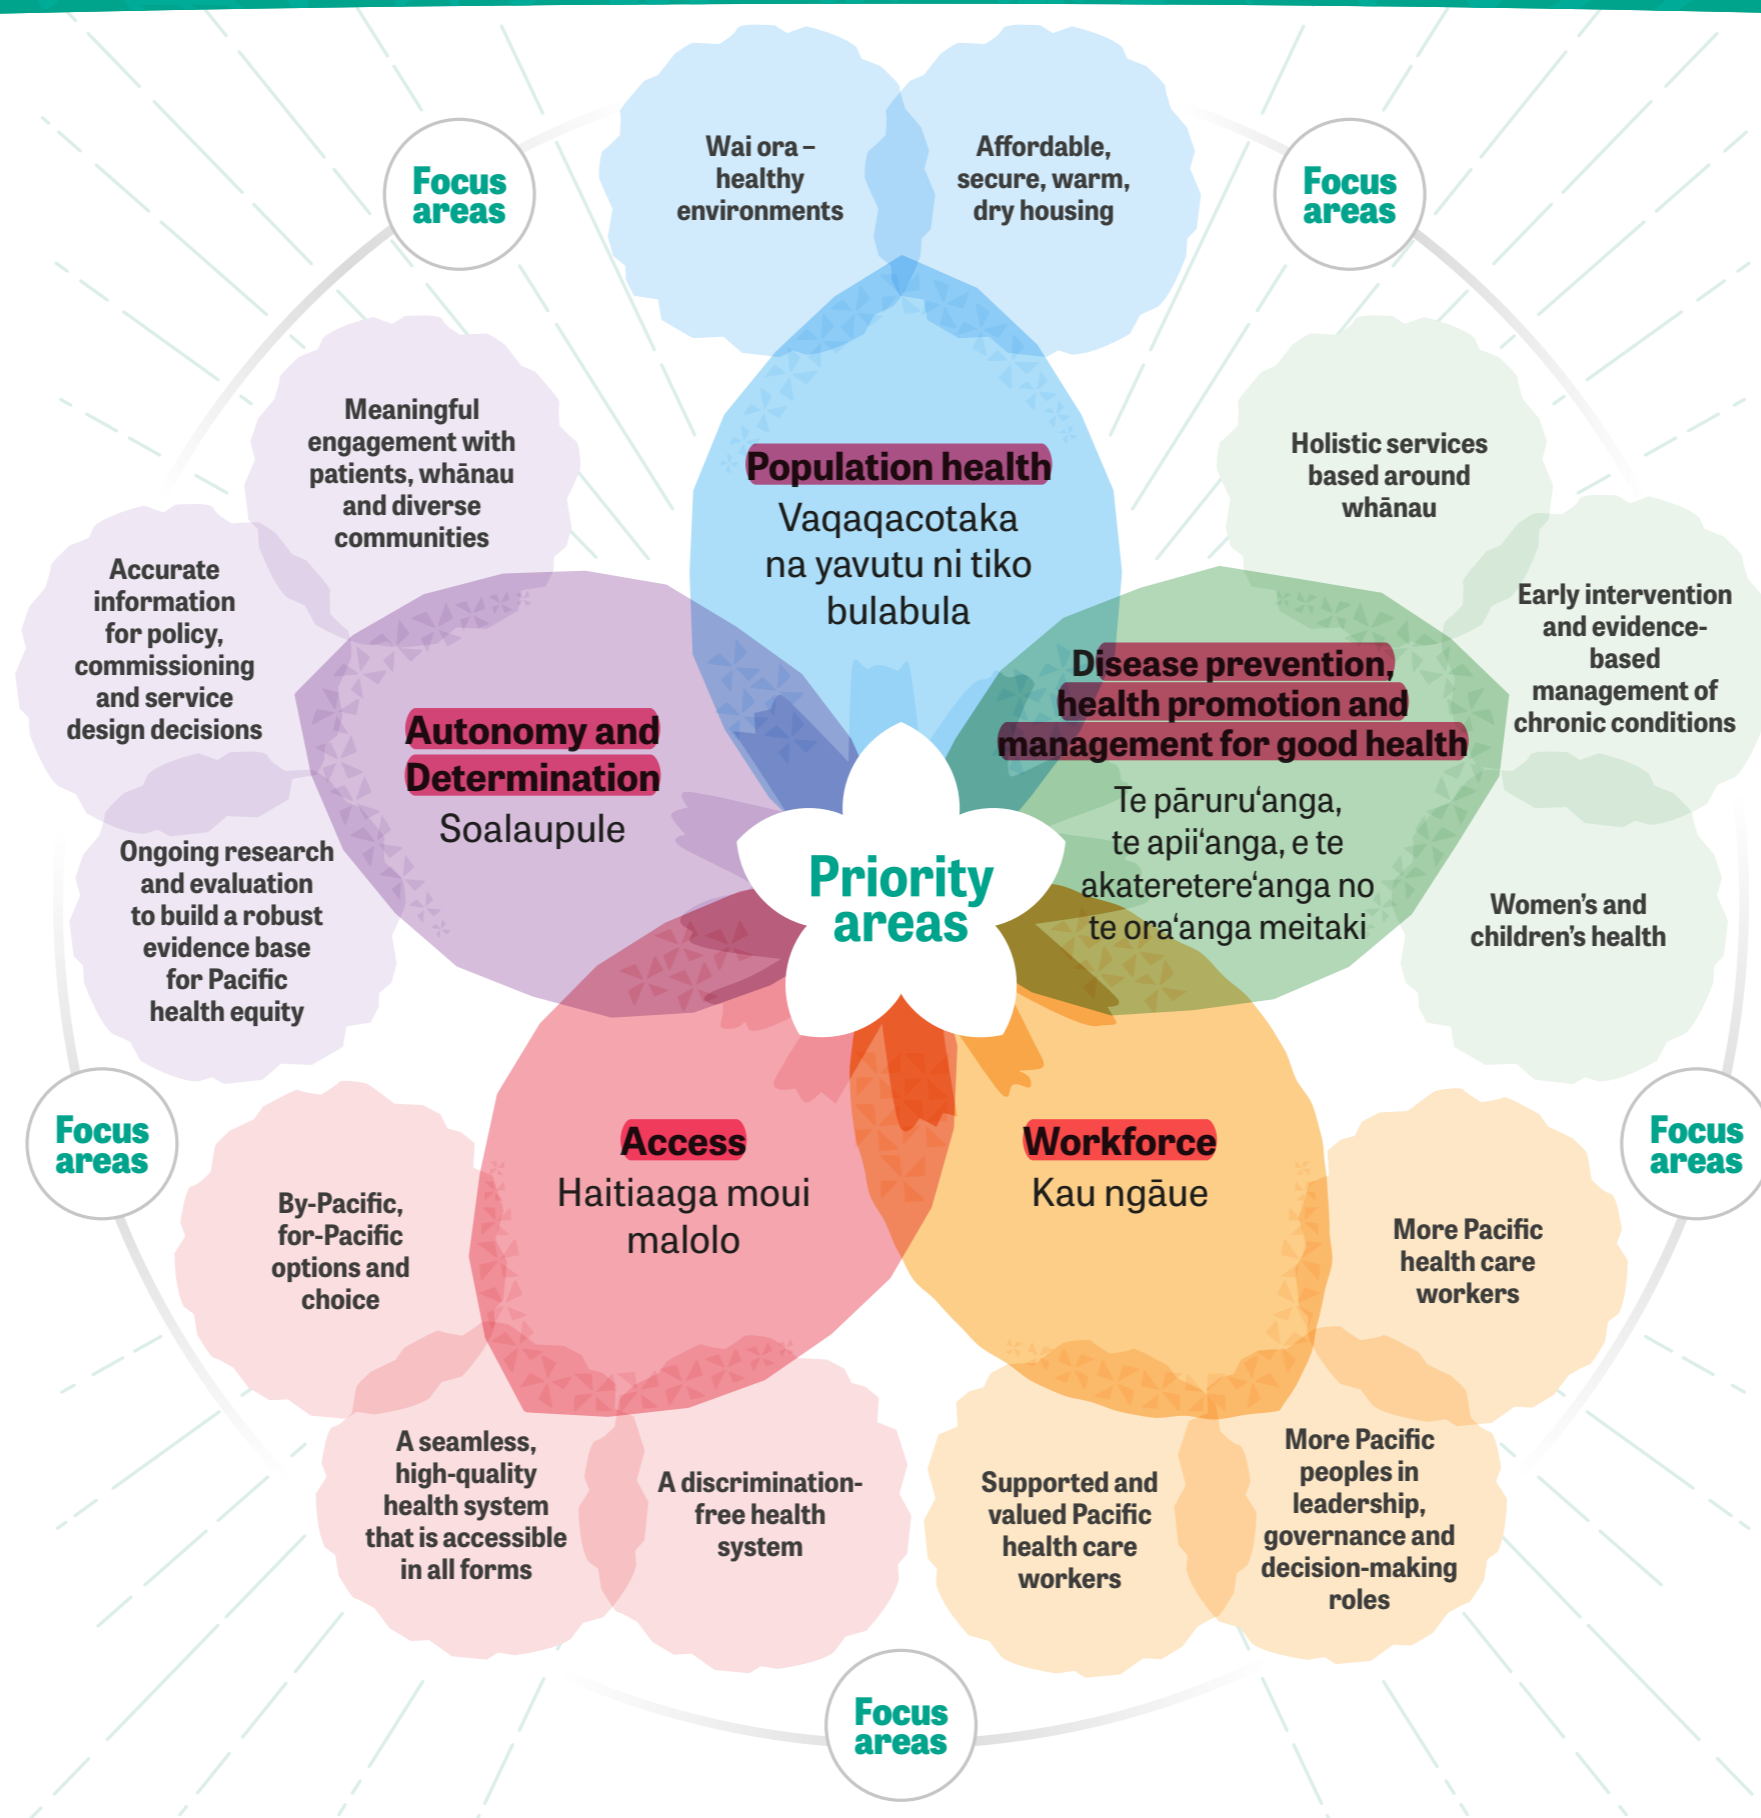 Focus
areas
Wai ora –
healthy
environments
Affordable,
secure, warm,
dry housing
Focus
areas
Population health
Vaqaqacotaka
na yavutu ni tiko
bulabula
Meaningful
engagement with
patients, whānau
and diverse
communities
Accurate
information
for policy,
commissioning
and service
design decisions
Ongoing research
and evaluation
to build a robust
evidence base
for Pacific
health equity
Autonomy and
Determination
Soalaupule
Priority
areas
Disease prevention,
health promotion and
management for good health
Te pāruru‘anga,
te apii‘anga, e te
akateretere‘anga no
te ora‘anga meitaki
Holistic services
based around
whānau
Early intervention
and evidence-
based
management of
chronic conditions
Women’s and
children’s health
Focus
areas
Focus
areas
Access
Haitiaaga moui
malolo
By-Pacific,
for-Pacific
options and
choice
A seamless,
high-quality
health system
that is accessible
in all forms
A discrimination-
free health
system
Workforce
Kau ngāue
More Pacific
health care
workers
Supported and
valued Pacific
health care
workers
More Pacific
peoples in
leadership,
governance and
decision-making
roles
Focus
areas